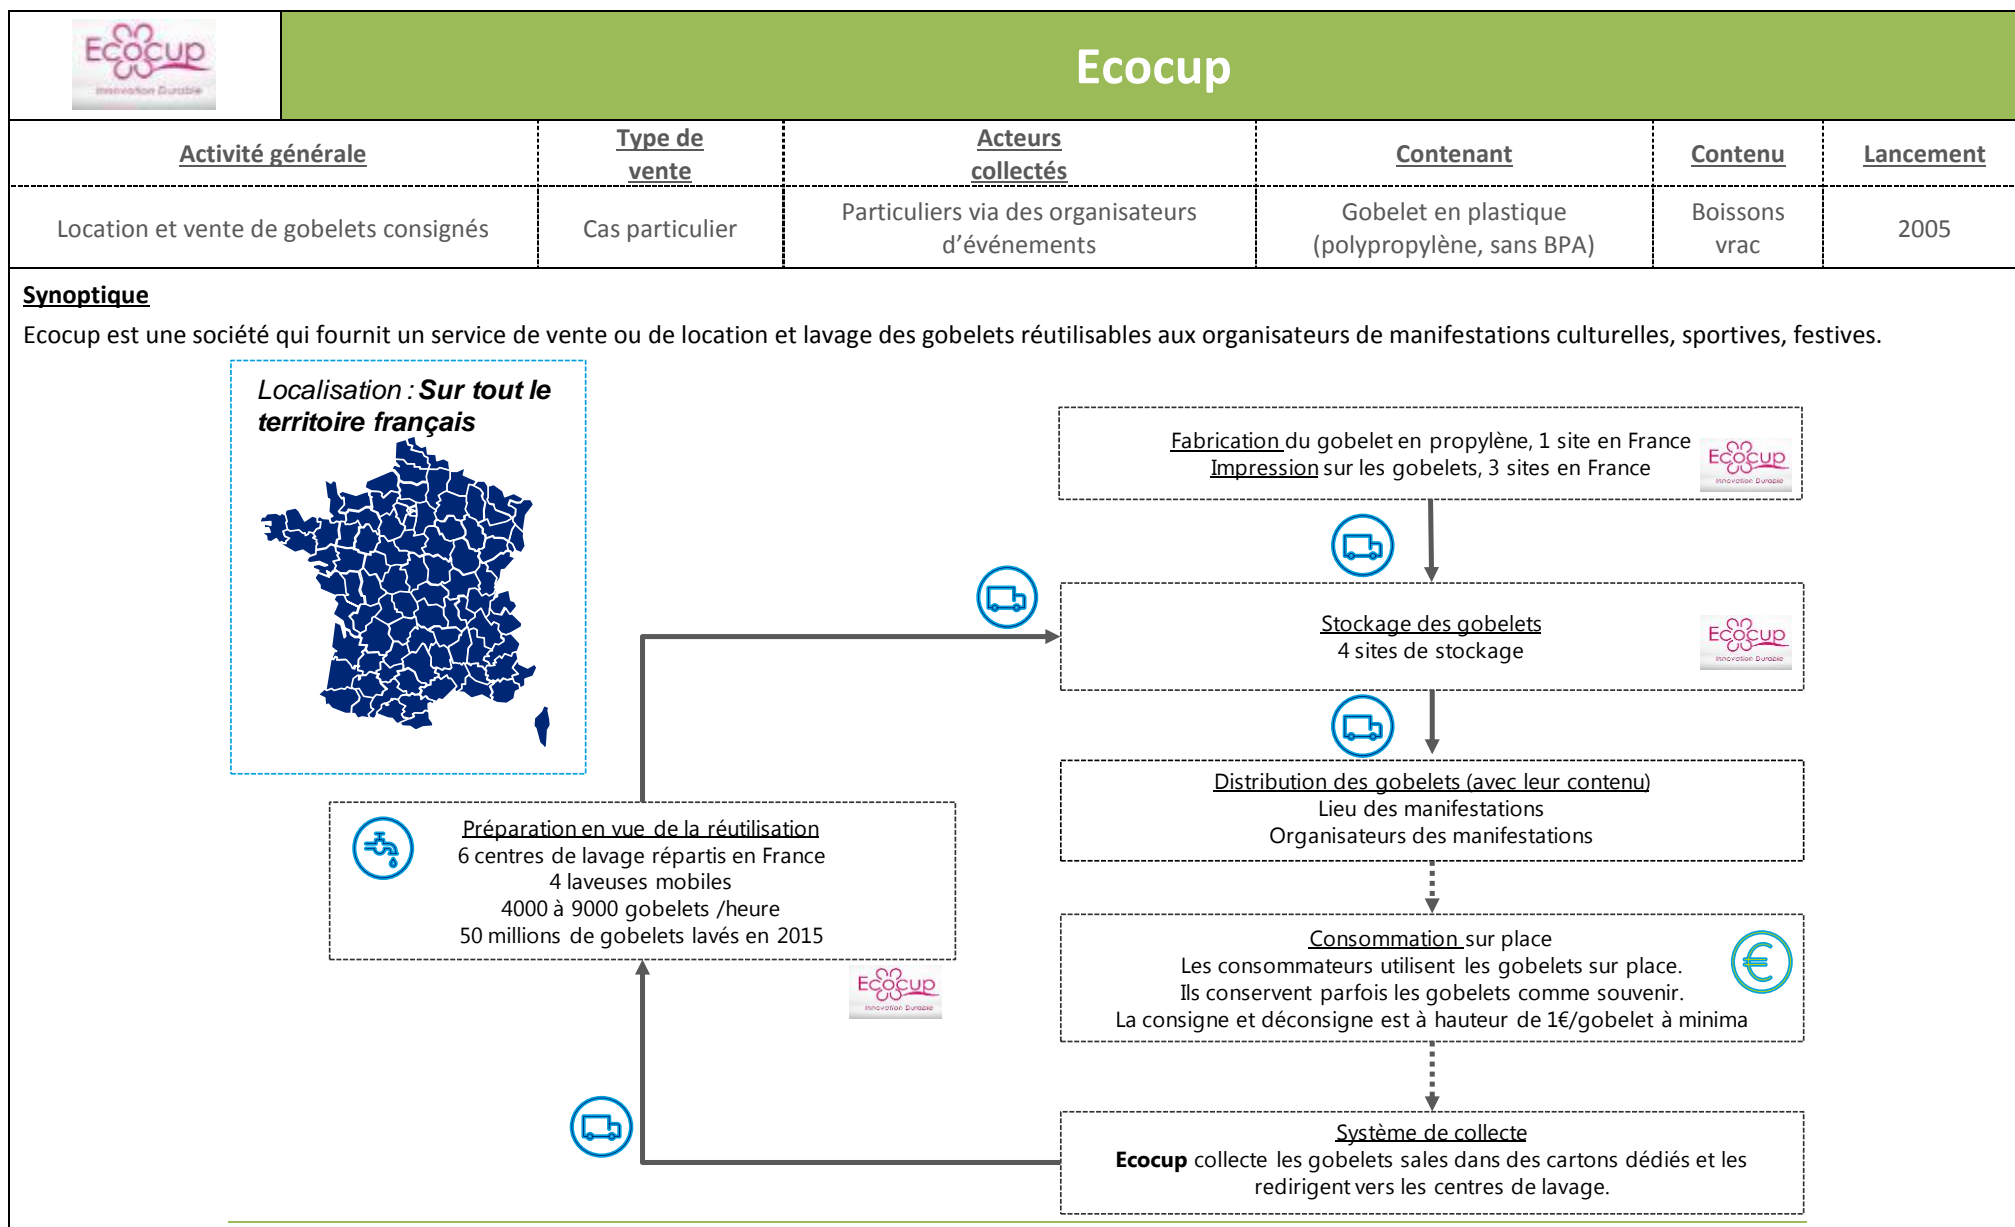 Ecocup
Innovation Durable
Ecocup
Activité générale
Type de
vente
Acteurs
collectés
Contenant
Contenu
Lancement
Location et vente de gobelets consignés
Cas particulier
Particuliers via des organisateurs
d'événements
Gobelet en plastique
(polypropylène, sans BPA)
Boissons
vrac
2005
Synoptique
Ecocup est une société qui fournit un service de vente ou de location et lavage des gobelets réutilisables aux organisateurs de manifestations culturelles, sportives, festives.
Localisation : Sur tout le
territoire français
Fabrication du gobelet en propylène, 1 site en France
Impression sur les gobelets, 3 sites en France
Ecocup
Innovation Durable
Stockage des gobelets
4 sites de stockage
Ecocup
Innovation Durable
Distribution des gobelets (avec leur contenu)
Lieu des manifestations
Organisateurs des manifestations
Préparation en vue de la réutilisation
6 centres de lavage répartis en France
4 laveuses mobiles
4000 à 9000 gobelets /heure
50 millions de gobelets lavés en 2015
Ecocup
Innovation Durable
Consommation sur place
Les consommateurs utilisent les gobelets sur place.
Ils conservent parfois les gobelets comme souvenir.
La consigne et déconsigne est à hauteur de 1€/gobelet à minima
€
Système de collecte
Ecocup collecte les gobelets sales dans des cartons dédiés et les
redirigent vers les centres de lavage.